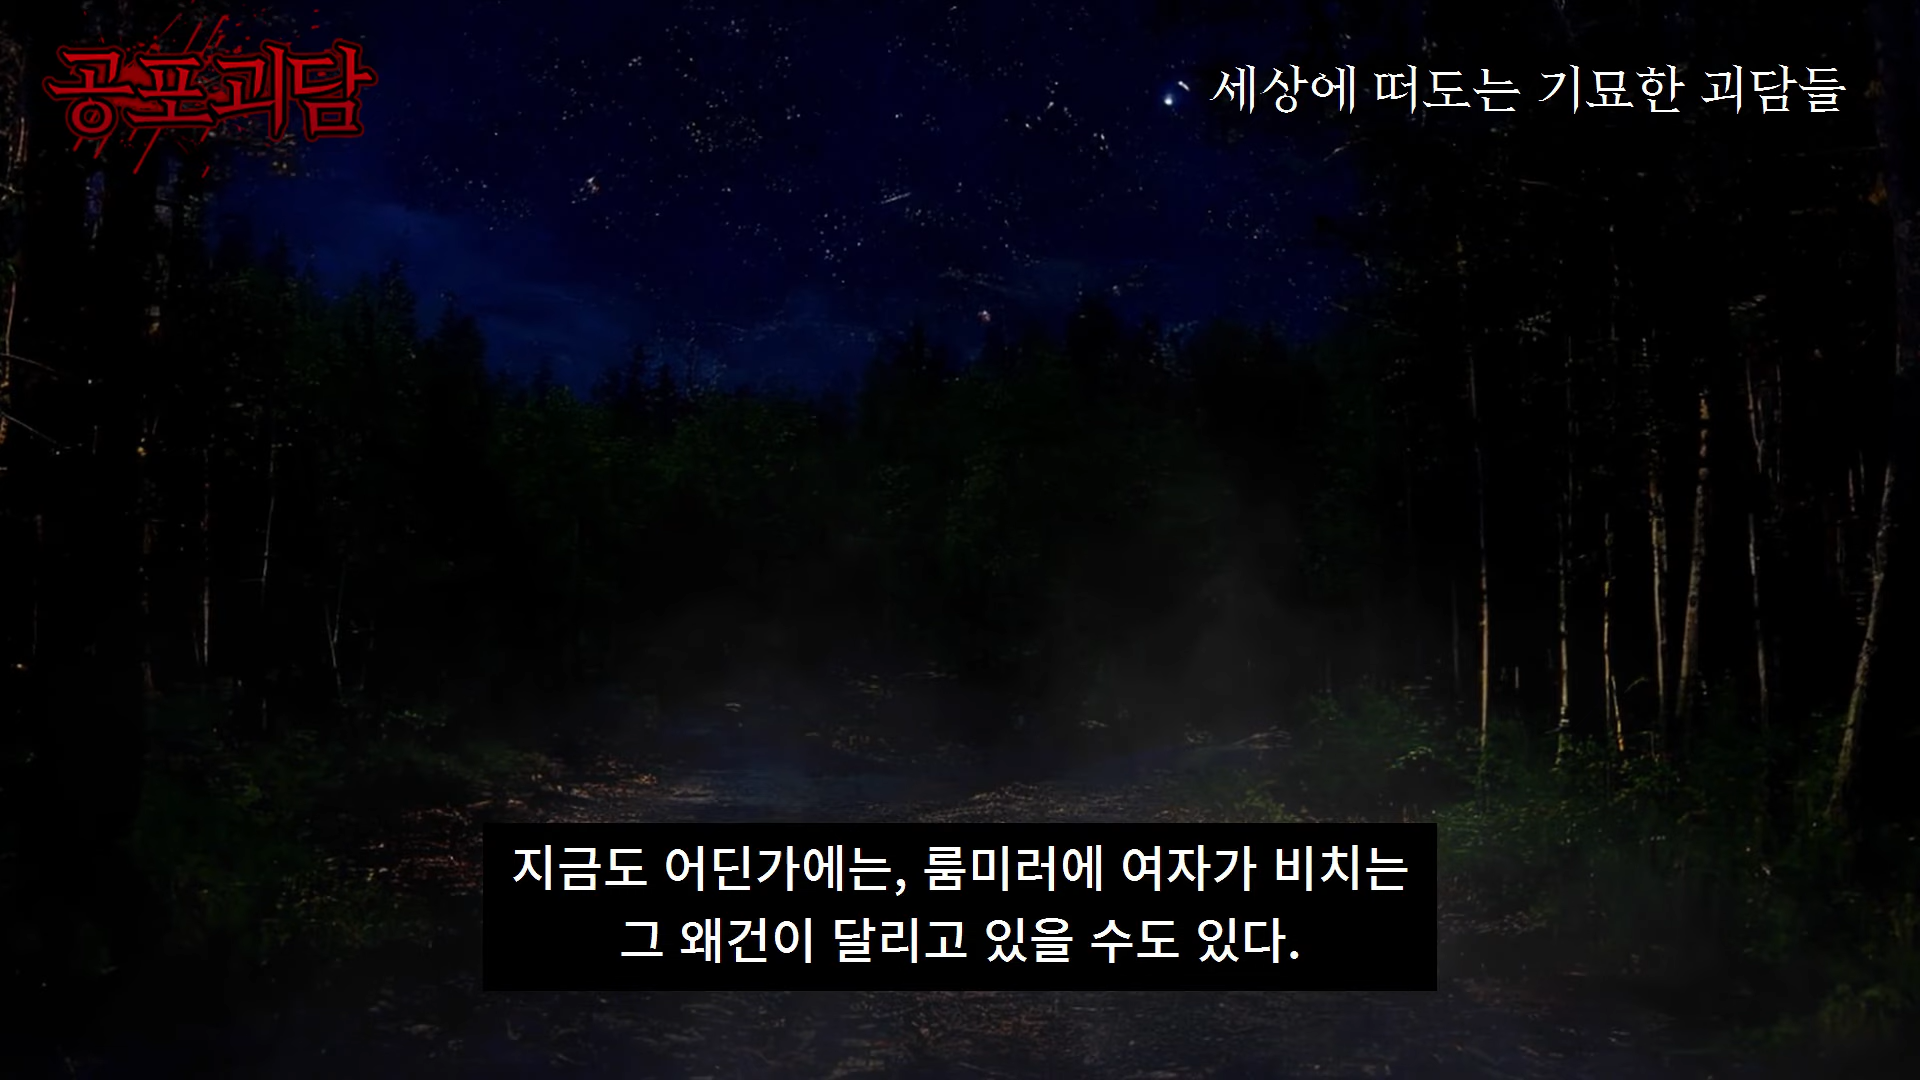 공포괴담
세상에 떠도는 기묘한 괴담들
지금도 어딘가에는, 룸미러에 여자가 비치는
그 왜건이 달리고 있을 수도 있다.